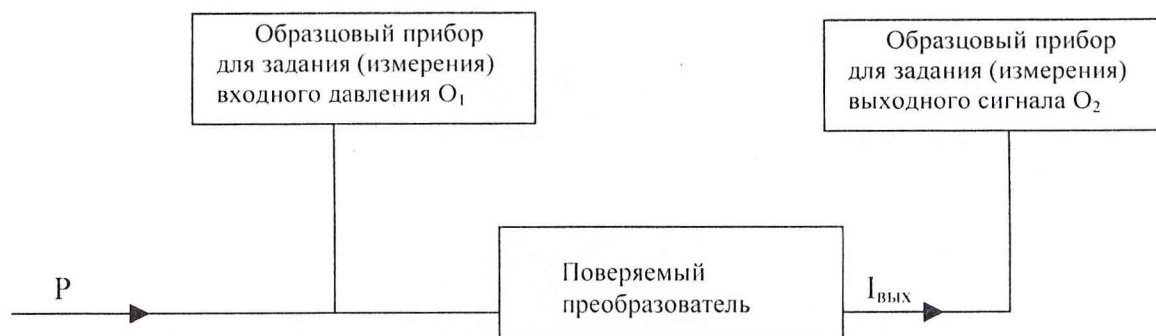 Образцовый прибор
для задания (измерения)
входного давления O₁
Образцовый прибор
для задания (измерения)
выходного сигнала O₂
P
Поверяемый
преобразователь
Iвых